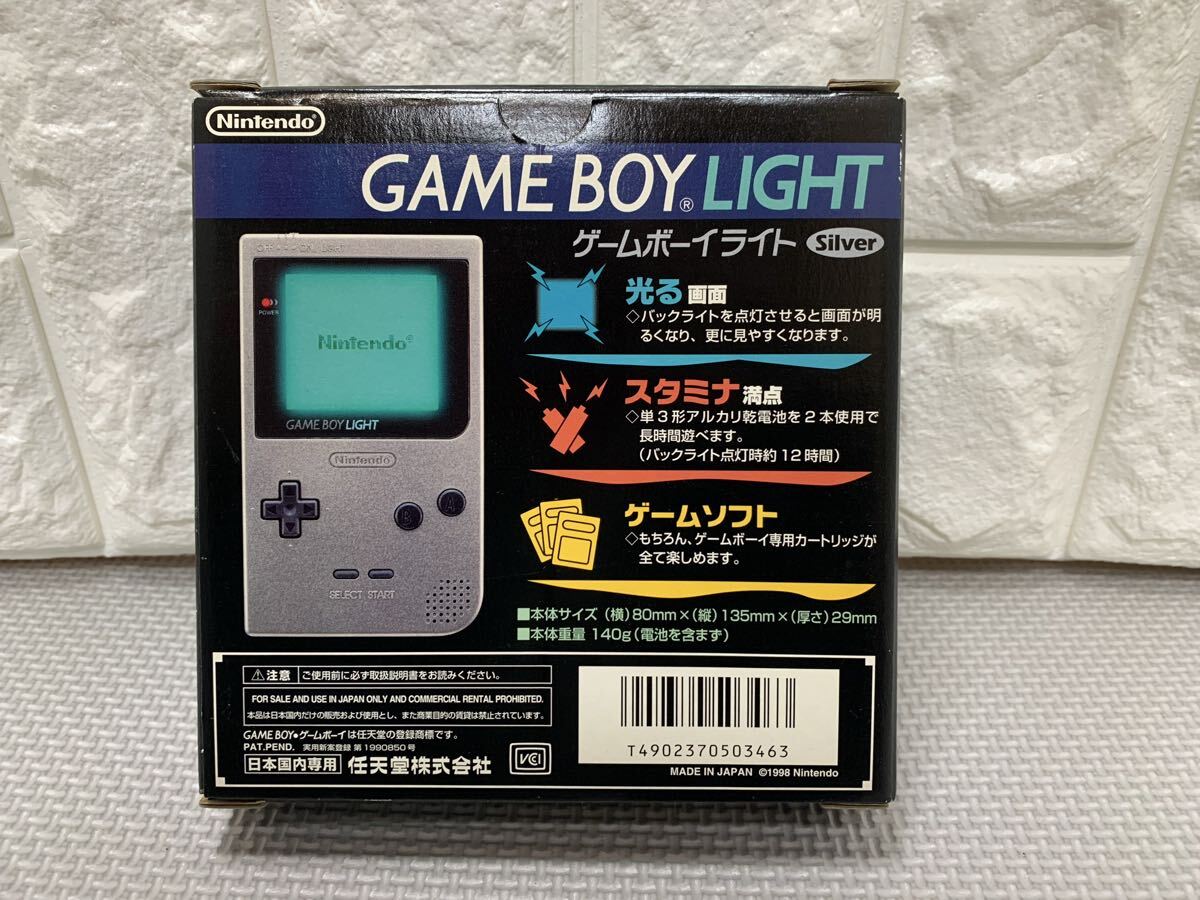 Nintendo
GAME BOY® LIGHT
ゲームボーイライト Silver
OFF ON LIGHT
POWER
Nintendo®
GAME BOY LIGHT
Nintendo
B A
SELECT START
光る画面
◇バックライトを点灯させると画面が明
るくなり、更に見やすくなります。
スタミナ満点
◇単3形アルカリ乾電池を2本使用で
長時間遊べます。
(バックライト点灯時約12時間)
ゲームソフト
◇もちろん、ゲームボーイ専用カートリッジが
全て楽しめます。
■本体サイズ (横)80mm×(縦)135mm×(厚さ)29mm
■本体重量 140g(電池を含まず)
⚠注意 ご使用前に必ず取扱説明書をお読みください。
FOR SALE AND USE IN JAPAN ONLY AND COMMERCIAL RENTAL PROHIBITED.
本品は日本国内だけの販売および使用とし、また商業目的の賃貸は禁止されています。
GAME BOY•ゲームボーイは任天堂の登録商標です。
PAT.PEND. 実用新案登録 第1990850号
日本国内専用 任天堂株式会社 VCI
T4902370503463
MADE IN JAPAN ©1998 Nintendo